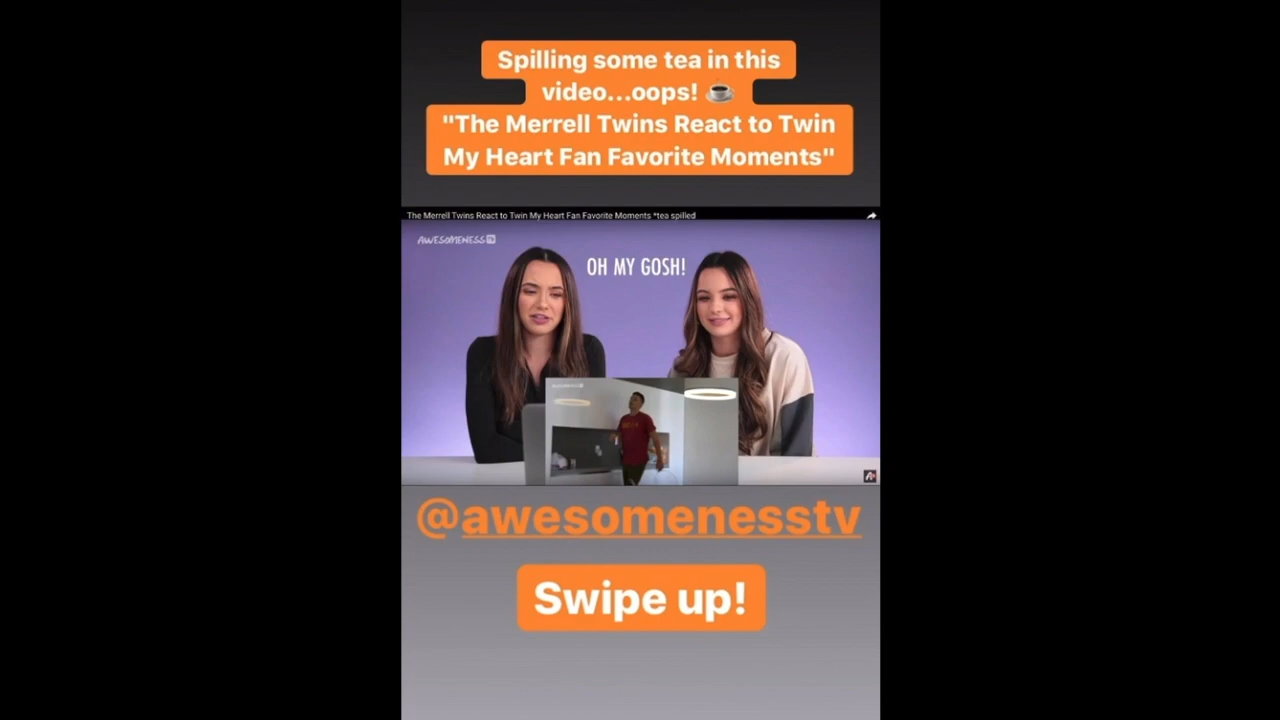 Spilling some tea in this
video...oops! ☕
"The Merrell Twins React to Twin
My Heart Fan Favorite Moments"
The Merrell Twins React to Twin My Heart Fan Favorite Moments *tea spilled
AWESOMENESS TV
OH MY GOSH!
@awesomenesstv
Swipe up!